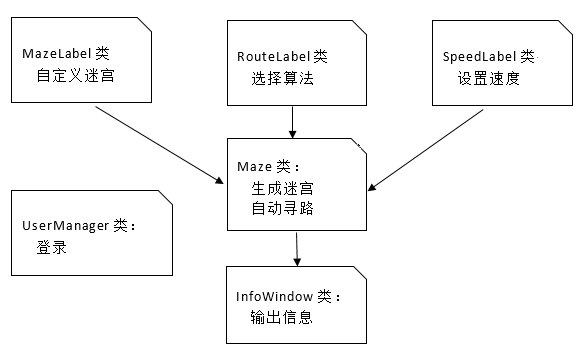 MazeLabel 类
自定义迷宫
RouteLabel 类
选择算法
SpeedLabel 类
设置速度
Maze 类：
生成迷宫
自动寻路
UserManager 类：
登录
InfoWindow 类：
输出信息